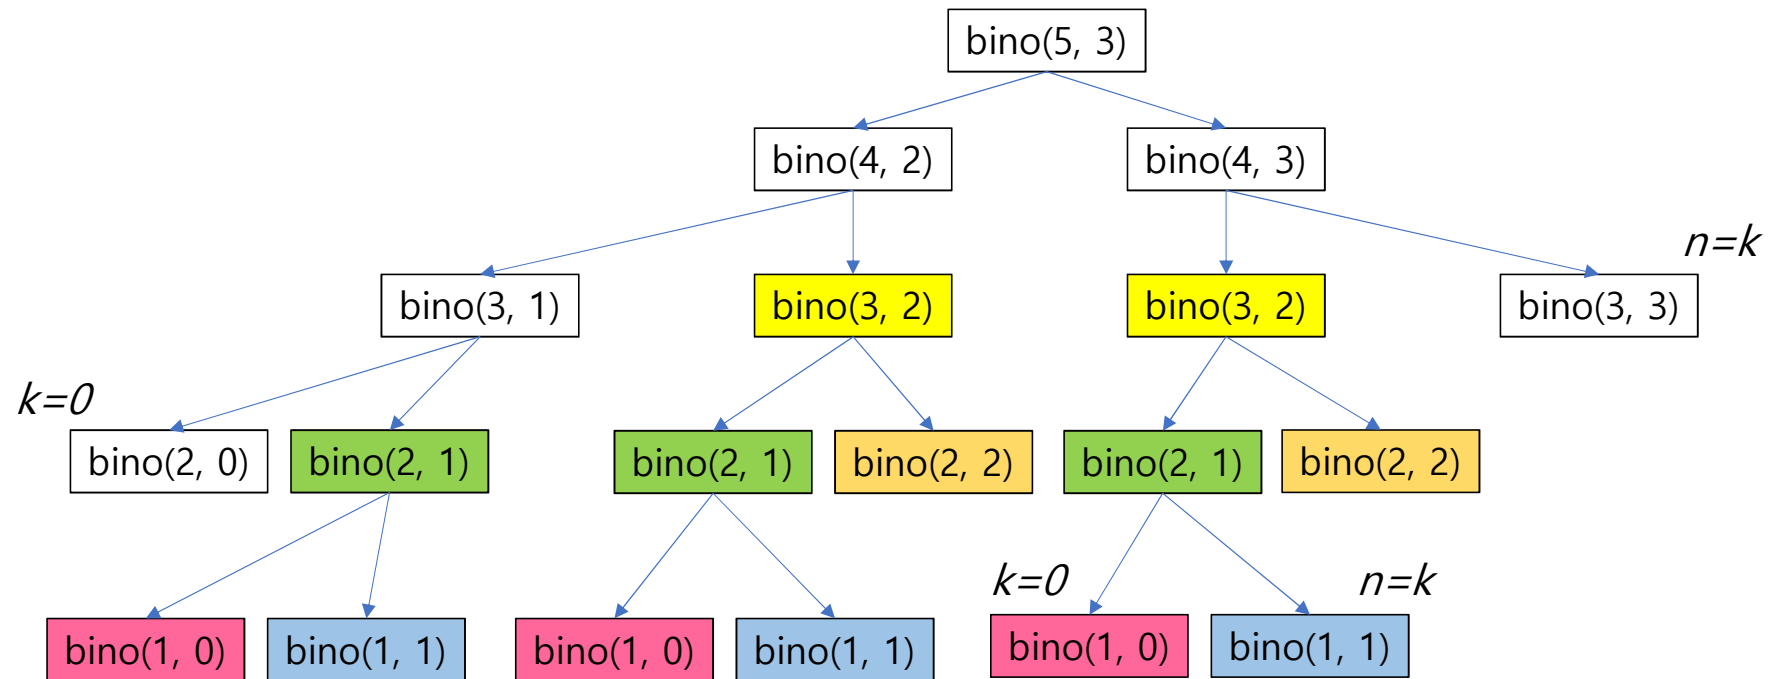 bino(5, 3)
bino(4, 2) bino(4, 3)
n=k
bino(3, 1) bino(3, 2) bino(3, 2) bino(3, 3)
k=0
bino(2, 0) bino(2, 1) bino(2, 1) bino(2, 2) bino(2, 1) bino(2, 2)
k=0 n=k
bino(1, 0) bino(1, 1) bino(1, 0) bino(1, 1) bino(1, 0) bino(1, 1)